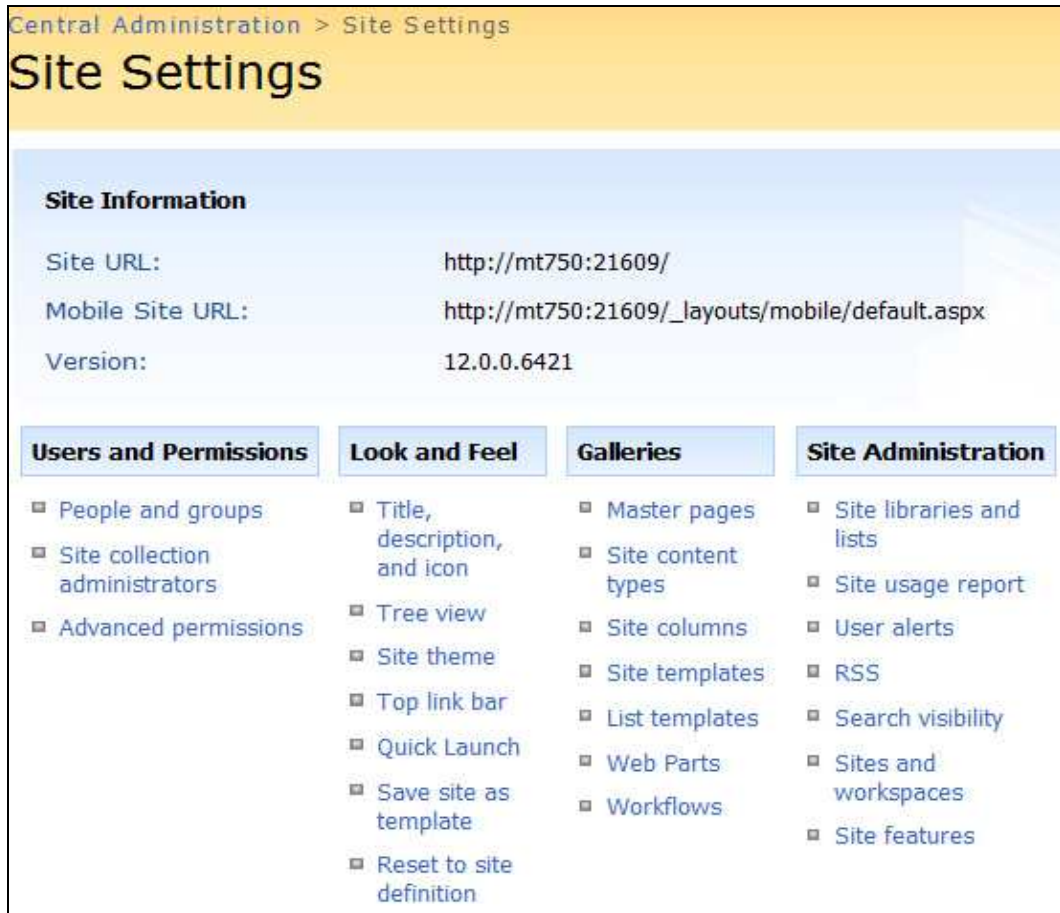 Central Administration > Site Settings
Site Settings
Site Information
Site URL: http://mt750:21609/
Mobile Site URL: http://mt750:21609/_layouts/mobile/default.aspx
Version: 12.0.0.6421
Users and Permissions
People and groups
Site collection
administrators
Advanced permissions
Look and Feel
Title,
description,
and icon
Tree view
Site theme
Top link bar
Quick Launch
Save site as
template
Reset to site
definition
Galleries
Master pages
Site content
types
Site columns
Site templates
List templates
Web Parts
Workflows
Site Administration
Site libraries and
lists
Site usage report
User alerts
RSS
Search visibility
Sites and
workspaces
Site features